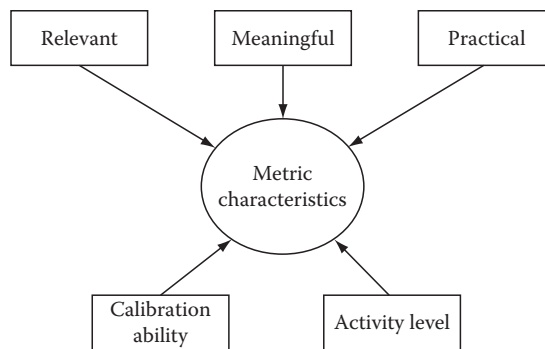 Relevant
Meaningful
Practical
Metric
characteristics
Calibration
ability
Activity level